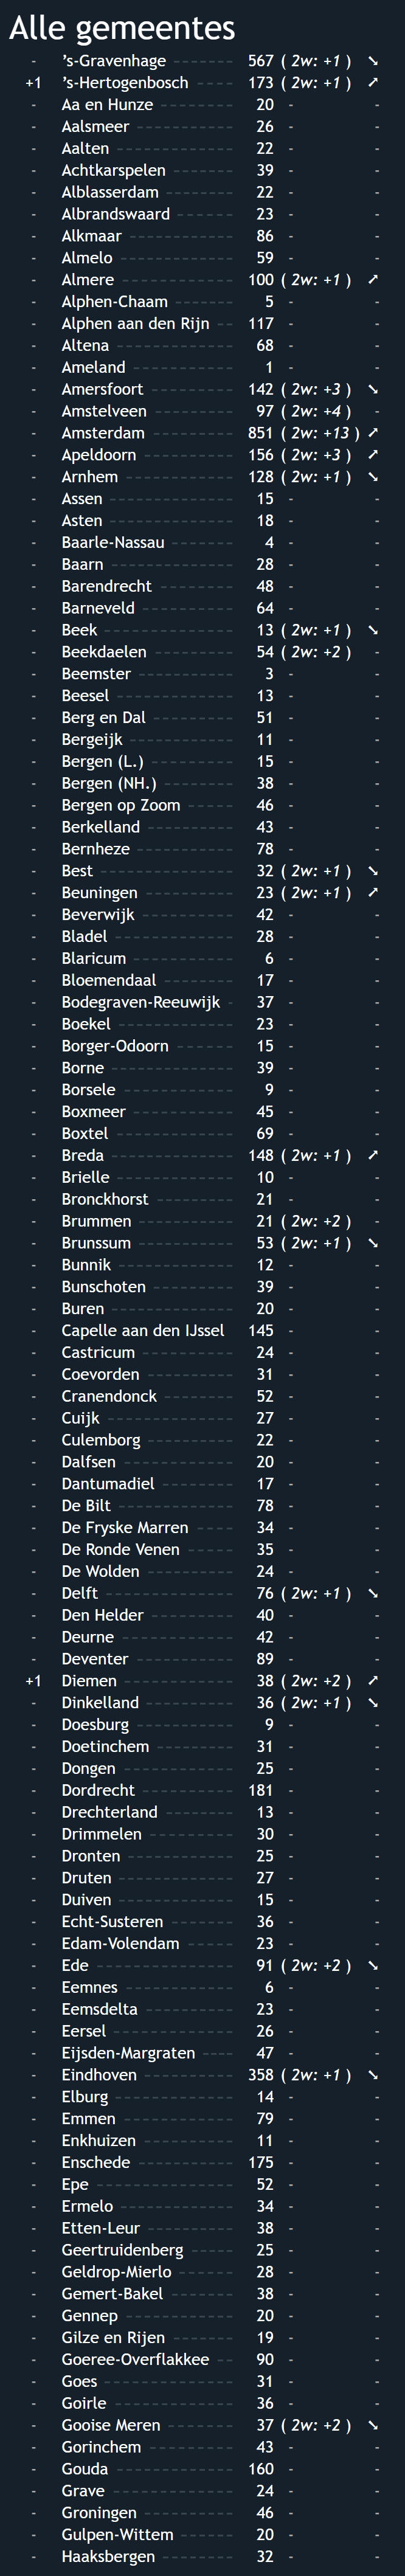 Alle gemeentes
- ’s-Gravenhage ------- 567 ( 2w: +1 ) ➘
+1 ’s-Hertogenbosch ----- 173 ( 2w: +1 ) ➚
- Aa en Hunze -------- 20 - -
- Aalsmeer ---------- 26 - -
- Aalten ------------ 22 - -
- Achtkarspelen ------- 39 - -
- Alblasserdam -------- 22 - -
- Albrandswaard ------ 23 - -
- Alkmaar ----------- 86 - -
- Almelo ------------ 59 - -
- Almere ------------ 100 ( 2w: +1 ) ➚
- Alphen-Chaam ------- 5 - -
- Alphen aan den Rijn -- 117 - -
- Altena ------------ 68 - -
- Ameland ----------- 1 - -
- Amersfoort --------- 142 ( 2w: +3 ) ➘
- Amstelveen --------- 97 ( 2w: +4 ) -
- Amsterdam --------- 851 ( 2w: +13 ) ➚
- Apeldoorn ---------- 156 ( 2w: +3 ) ➚
- Arnhem ----------- 128 ( 2w: +1 ) ➘
- Assen ------------- 15 - -
- Asten ------------- 18 - -
- Baarle-Nassau ------- 4 - -
- Baarn ------------- 28 - -
- Barendrecht -------- 48 - -
- Barneveld ---------- 64 - -
- Beek ------------- 13 ( 2w: +1 ) ➘
- Beekdaelen --------- 54 ( 2w: +2 ) -
- Beemster ---------- 3 - -
- Beesel ------------ 13 - -
- Berg en Dal --------- 51 - -
- Bergeijk ----------- 11 - -
- Bergen (L.) --------- 15 - -
- Bergen (NH.) -------- 38 - -
- Bergen op Zoom ----- 46 - -
- Berkelland --------- 43 - -
- Bernheze ---------- 78 - -
- Best -------------- 32 ( 2w: +1 ) ➘
- Beuningen --------- 23 ( 2w: +1 ) ➚
- Beverwijk ---------- 42 - -
- Bladel ------------ 28 - -
- Blaricum ----------- 6 - -
- Bloemendaal -------- 17 - -
- Bodegraven-Reeuwijk - 37 - -
- Boekel ------------ 23 - -
- Borger-Odoorn ------ 15 - -
- Borne ------------- 39 - -
- Borsele ------------ 9 - -
- Boxmeer ----------- 45 - -
- Boxtel ------------ 69 - -
- Breda ------------- 148 ( 2w: +1 ) ➚
- Brielle ------------ 10 - -
- Bronckhorst -------- 21 - -
- Brummen ---------- 21 ( 2w: +2 ) -
- Brunssum ---------- 53 ( 2w: +1 ) ➘
- Bunnik ------------ 12 - -
- Bunschoten --------- 39 - -
- Buren ------------- 20 - -
- Capelle aan den IJssel 145 - -
- Castricum ---------- 24 - -
- Coevorden --------- 31 - -
- Cranendonck -------- 52 - -
- Cuijk ------------- 27 - -
- Culemborg --------- 22 - -
- Dalfsen ------------ 20 - -
- Dantumadiel -------- 17 - -
- De Bilt ------------ 78 - -
- De Fryske Marren ---- 34 - -
- De Ronde Venen ----- 35 - -
- De Wolden --------- 24 - -
- Delft ------------- 76 ( 2w: +1 ) ➘
- Den Helder --------- 40 - -
- Deurne ------------ 42 - -
- Deventer ---------- 89 - -
+1 Diemen ----------- 38 ( 2w: +2 ) ➚
- Dinkelland --------- 36 ( 2w: +1 ) ➘
- Doesburg ---------- 9 - -
- Doetinchem -------- 31 - -
- Dongen ----------- 25 - -
- Dordrecht ---------- 181 - -
- Drechterland -------- 13 - -
- Drimmelen --------- 30 - -
- Dronten ----------- 25 - -
- Druten ------------ 27 - -
- Duiven ------------ 15 - -
- Echt-Susteren ------- 36 - -
- Edam-Volendam ----- 23 - -
- Ede -------------- 91 ( 2w: +2 ) ➘
- Eemnes ----------- 6 - -
- Eemsdelta ---------- 23 - -
- Eersel ------------ 26 - -
- Eijsden-Margraten ---- 47 - -
- Eindhoven --------- 358 ( 2w: +1 ) ➘
- Elburg ------------ 14 - -
- Emmen ----------- 79 - -
- Enkhuizen ---------- 11 - -
- Enschede ---------- 175 - -
- Epe -------------- 52 - -
- Ermelo ------------ 34 - -
- Etten-Leur --------- 38 - -
- Geertruidenberg ----- 25 - -
- Geldrop-Mierlo ------ 28 - -
- Gemert-Bakel ------- 38 - -
- Gennep ----------- 20 - -
- Gilze en Rijen ------- 19 - -
- Goeree-Overflakkee -- 90 - -
- Goes ------------- 31 - -
- Goirle ------------ 36 - -
- Gooise Meren ------- 37 ( 2w: +2 ) ➘
- Gorinchem --------- 43 - -
- Gouda ------------ 160 - -
- Grave ------------- 24 - -
- Groningen --------- 46 - -
- Gulpen-Wittem ------ 20 - -
- Haaksbergen -------- 32 - -